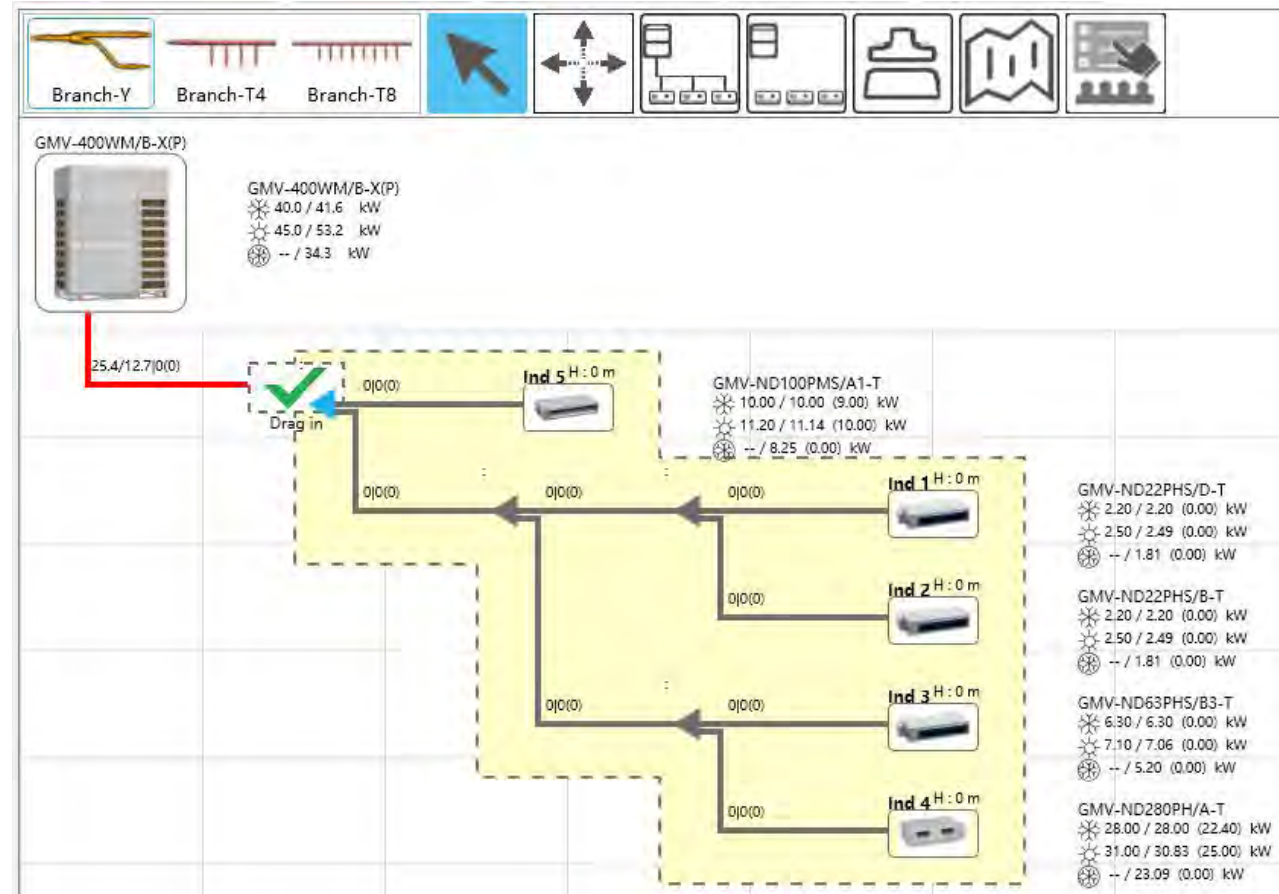 Branch-Y Branch-T4 Branch-T8
GMV-400WM/B-X(P)
GMV-400WM/B-X(P)
40.0 / 41.6 kW
45.0 / 53.2 kW
-- / 34.3 kW
25.4/12.7|0(0)
Drag in
0|0(0)
Ind 5 H : 0 m
GMV-ND100PMS/A1-T
10.00 / 10.00 (9.00) kW
11.20 / 11.14 (10.00) kW
-- / 8.25 (0.00) kW
0|0(0)
0|0(0)
0|0(0)
Ind 1 H : 0 m
GMV-ND22PHS/D-T
2.20 / 2.20 (0.00) kW
2.50 / 2.49 (0.00) kW
-- / 1.81 (0.00) kW
0|0(0)
Ind 2 H : 0 m
GMV-ND22PHS/B-T
2.20 / 2.20 (0.00) kW
2.50 / 2.49 (0.00) kW
-- / 1.81 (0.00) kW
0|0(0)
0|0(0)
Ind 3 H : 0 m
GMV-ND63PHS/B3-T
6.30 / 6.30 (0.00) kW
7.10 / 7.06 (0.00) kW
-- / 5.20 (0.00) kW
0|0(0)
Ind 4 H : 0 m
GMV-ND280PH/A-T
28.00 / 28.00 (22.40) kW
31.00 / 30.83 (25.00) kW
-- / 23.09 (0.00) kW